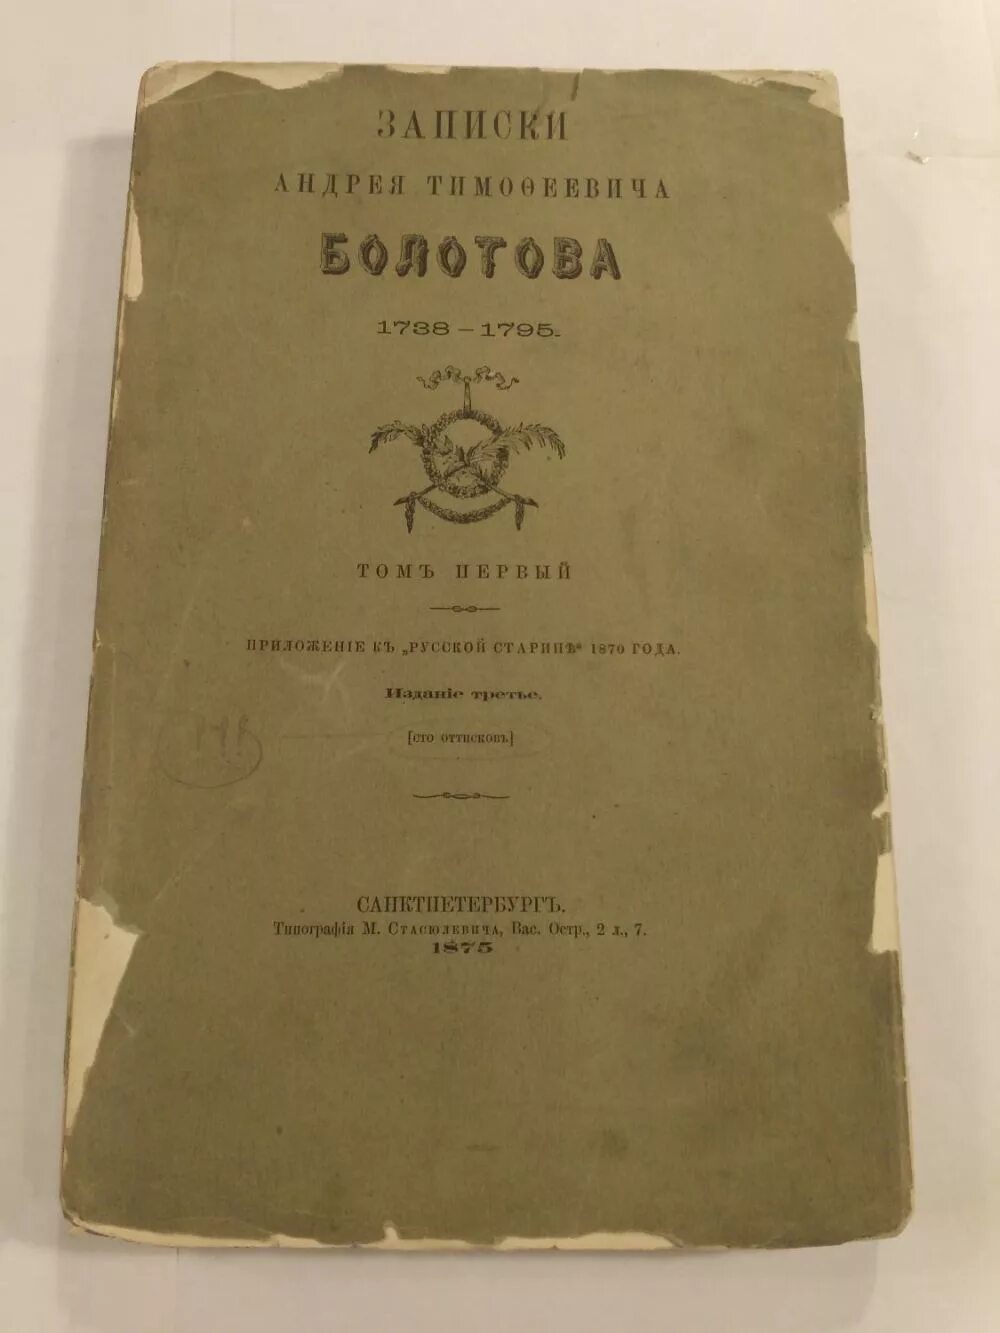 ЗАПИСКИ
АНДРЕЯ ТИМОѲЕЕВИЧА
БОЛОТОВА
1738 – 1795.
ТОМЪ ПЕРВЫЙ
ПРИЛОЖЕНІЕ КЪ „РУССКОЙ СТАРИНѢ“ 1870 ГОДА.
Изданіе третье.
[сто оттисковъ]
САНКТПЕТЕРБУРГЪ.
Типографія М. Стасюлевича, Вас. Остр., 2 л., 7.
1875